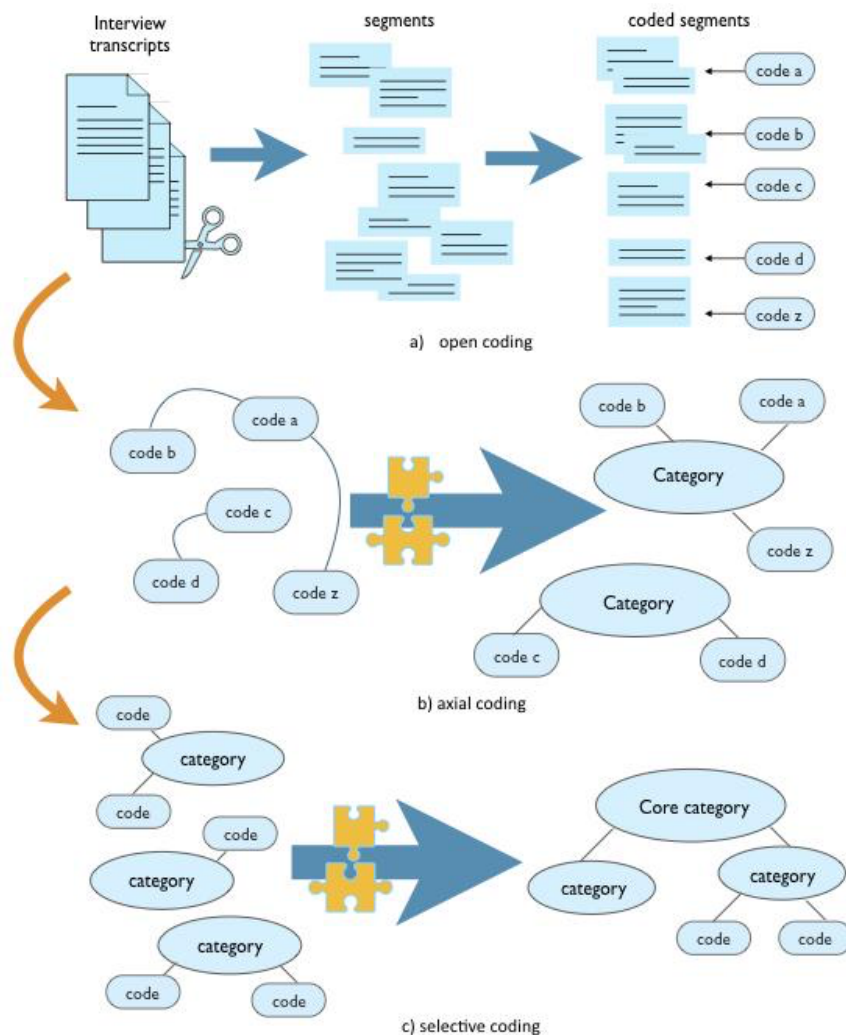 Interview
transcripts
segments
coded segments
code a
code b
code c
code d
code z
a) open coding
code b
code a
code c
code d
code z
code b
code a
Category
code z
Category
code c
code d
b) axial coding
code
category
code
code
category
category
code
code
Core category
category
category
code
code
c) selective coding